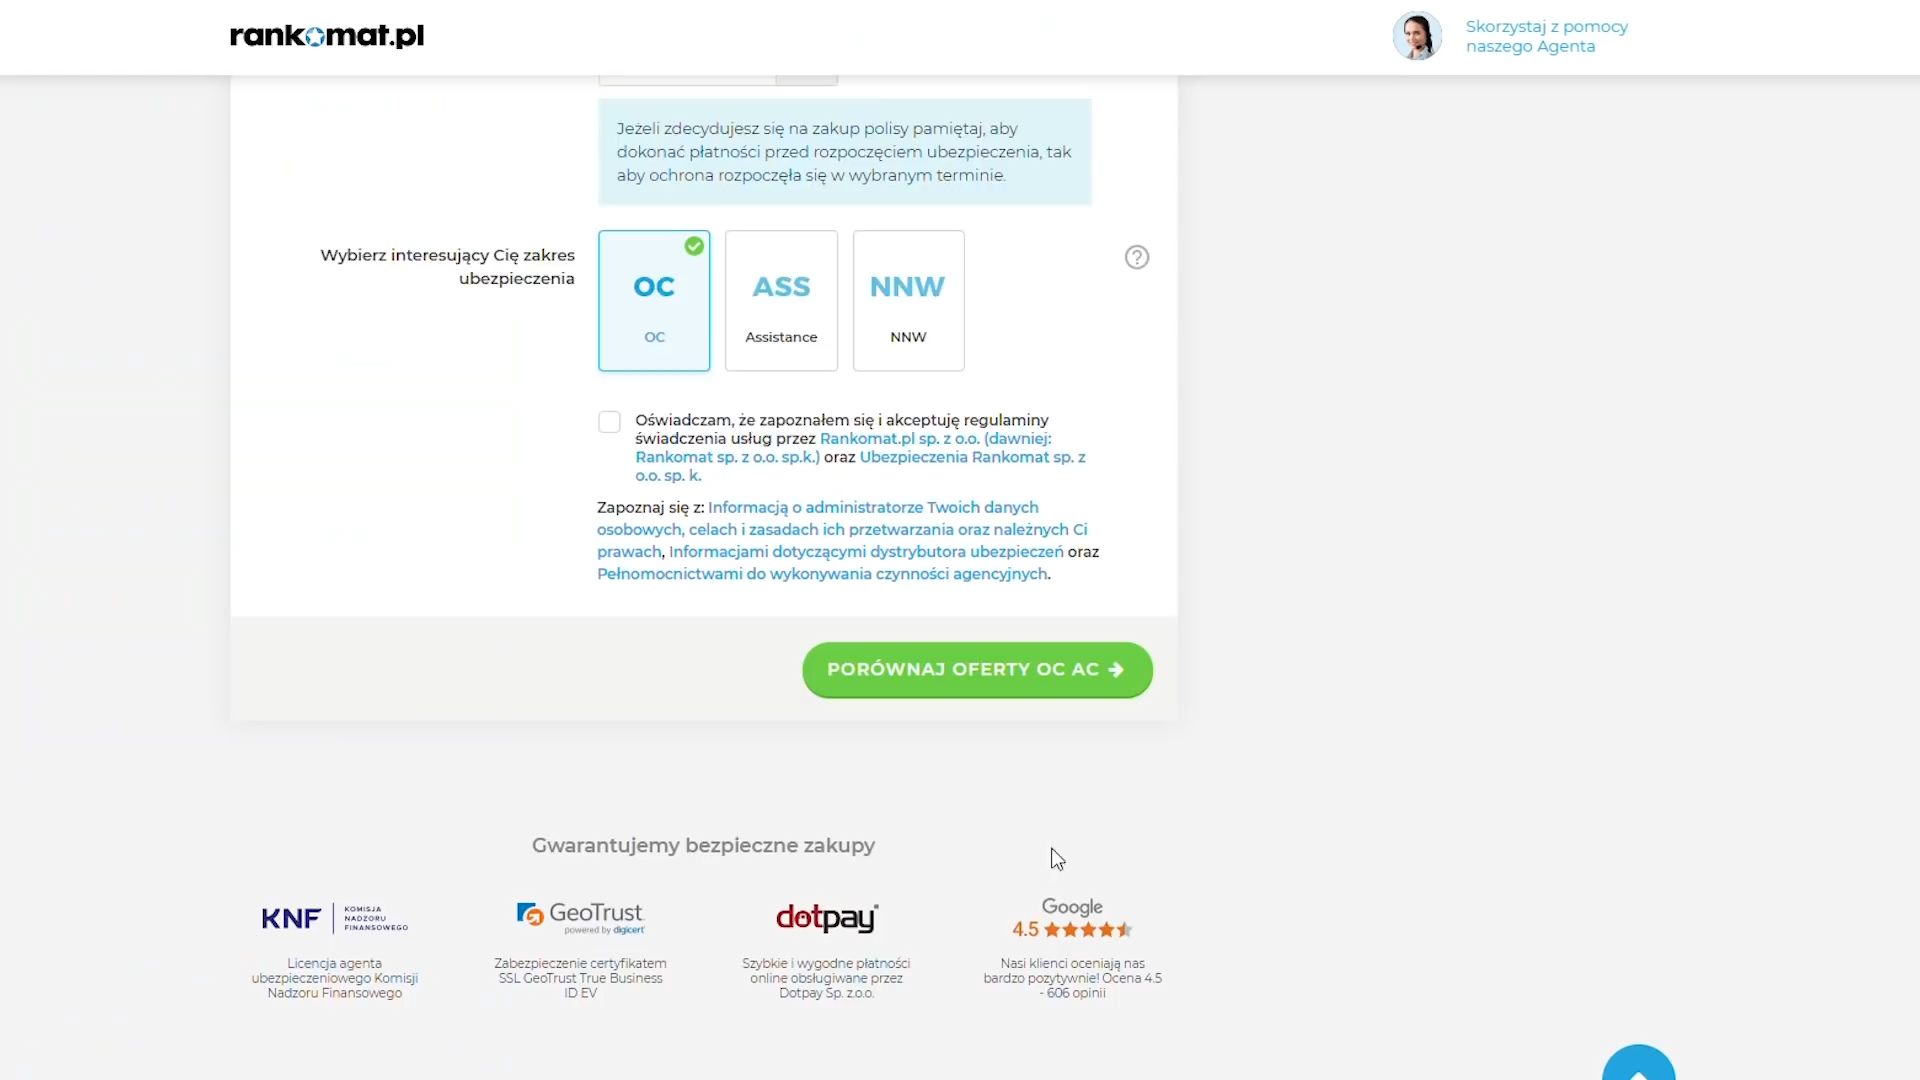 rankomat.pl
Skorzystaj z pomocy
naszego Agenta
Jeżeli zdecydujesz się na zakup polisy pamiętaj, aby
dokonać płatności przed rozpoczęciem ubezpieczenia, tak
aby ochrona rozpoczęła się w wybranym terminie.
Wybierz interesujący Cię zakres
ubezpieczenia
OC
OC
ASS
Assistance
NNW
NNW
?
Oświadczam, że zapoznałem się i akceptuję regulaminy
świadczenia usług przez Rankomat.pl sp. z o.o. (dawniej:
Rankomat sp. z o.o. sp.k.) oraz Ubezpieczenia Rankomat sp. z
o.o. sp. k.
Zapoznaj się z: Informacją o administratorze Twoich danych
osobowych, celach i zasadach ich przetwarzania oraz należnych Ci
prawach, Informacjami dotyczącymi dystrybutora ubezpieczeń oraz
Pełnomocnictwami do wykonywania czynności agencyjnych.
PORÓWNAJ OFERTY OC AC →
Gwarantujemy bezpieczne zakupy
KNF KOMISJA
NADZORU
FINANSOWEGO
Licencja agenta
ubezpieczeniowego Komisji
Nadzoru Finansowego
GeoTrust
powered by digicert
Zabezpieczenie certyfikatem
SSL GeoTrust True Business
ID EV
dotpay
Szybkie i wygodne płatności
online obsługiwane przez
Dotpay Sp. z.o.o.
Google
4.5
Nasi klienci oceniają nas
bardzo pozytywnie! Ocena 4.5
- 606 opinii